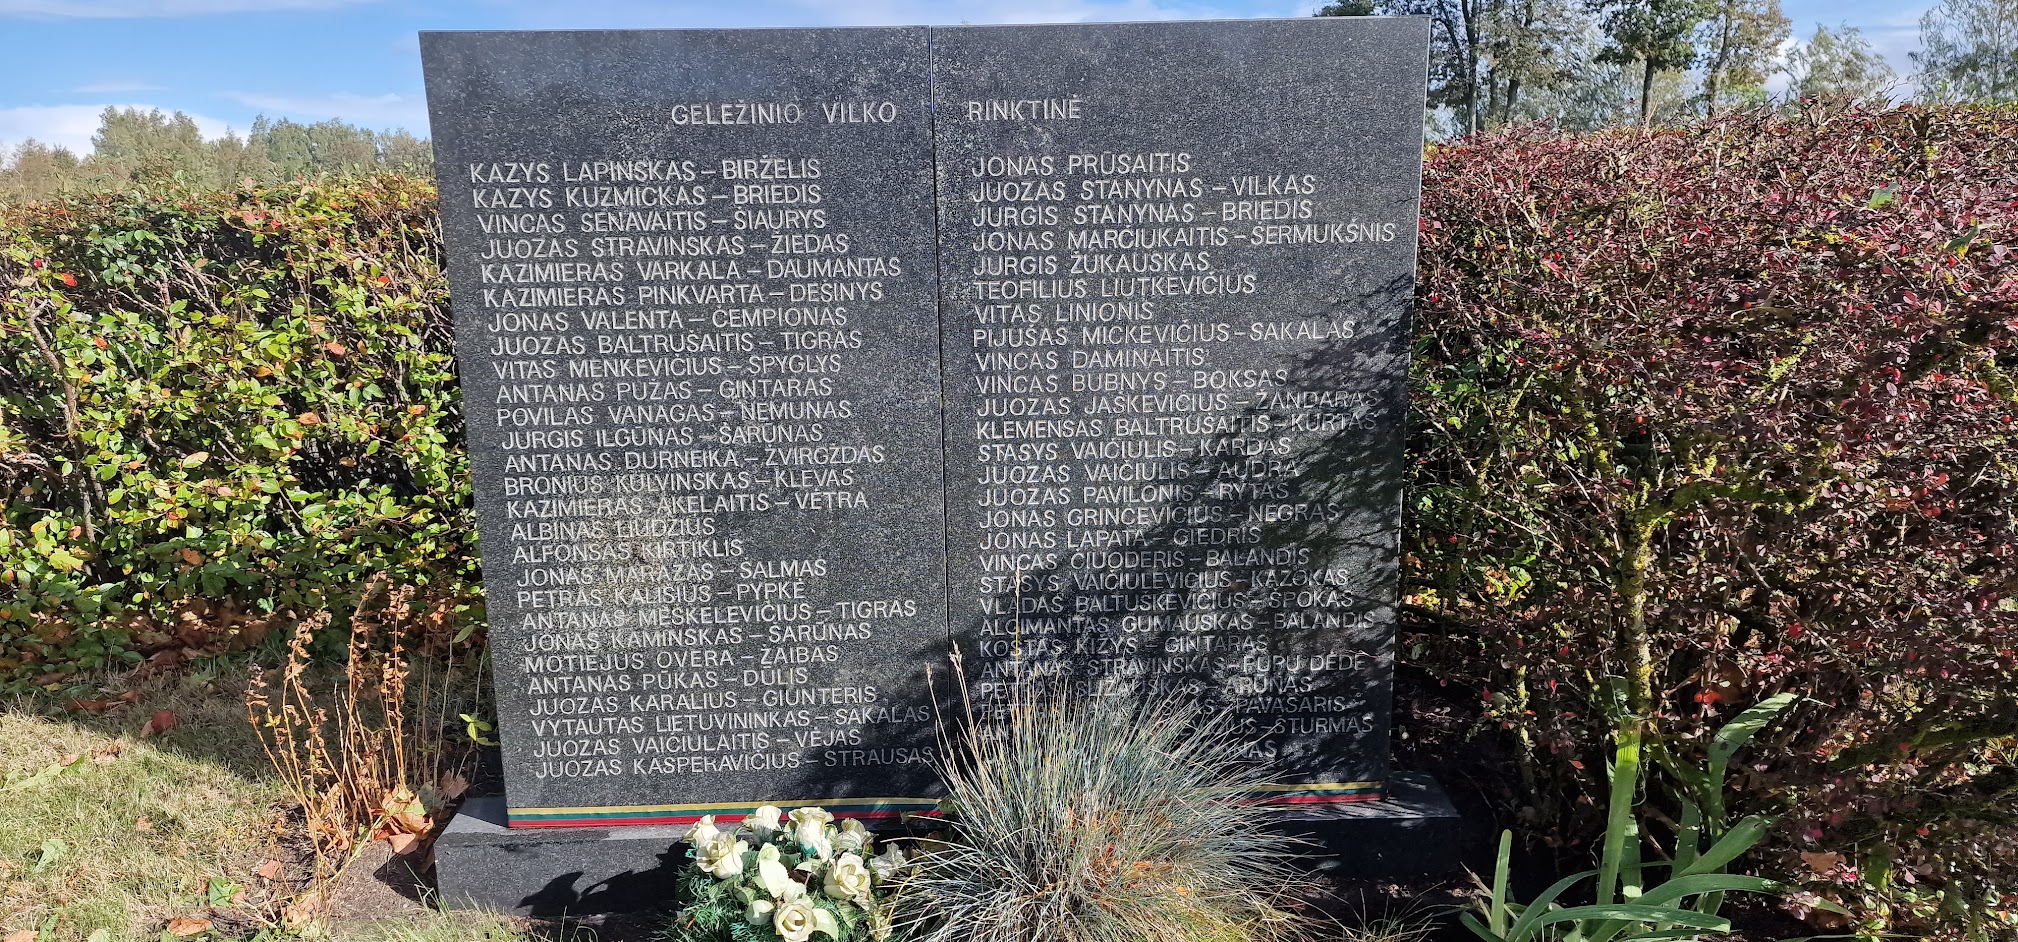 GELEŽINIO VILKO RINKTINĖ
KAZYS LAPINSKAS – BIRŽELIS
KAZYS KUZMICKAS – BRIEDIS
VINCAS SENAVAITIS – ŠIAURYS
JUOZAS STRAVINSKAS – ŽIEDAS
KAZIMIERAS VARKALA – DAUMANTAS
KAZIMIERAS PINKVARTA – DEŠINYS
JONAS VALENTA – ČEMPIONAS
JUOZAS BALTRUŠAITIS – TIGRAS
VITAS MENKEVIČIUS – SPYGLYS
ANTANAS PUŽAS – GINTARAS
POVILAS VANAGAS – NEMUNAS
JURGIS ILGŪNAS – ŠARŪNAS
ANTANAS DURNEIKA – ŽVIRGŽDAS
BRONIUS KULVINSKAS – KLEVAS
KAZIMIERAS AKELAITIS – VĖTRA
ALBINAS LIUDŽIUS
ALFONSAS KIRTIKLIS
JONAS MARAZAS – SALMAS
PETRAS KALISIUS – PYPKĖ
ANTANAS MEŠKELEVIČIUS – TIGRAS
JONAS KAMINSKAS – ŠARŪNAS
MOTIEJUS OVERA – ŽAIBAS
ANTANAS PŪKAS – DŪLIS
JUOZAS KARALIUS – GIUNTERIS
VYTAUTAS LIETUVININKAS – SAKALAS
JUOZAS VAIČIULAITIS – VĖJAS
JUOZAS KASPERAVIČIUS – STRAUSAS
JONAS PRŪSAITIS
JUOZAS STANYNAS – VILKAS
JURGIS STANYNAS – BRIEDIS
JONAS MARČIUKAITIS – ŠERMUKŠNIS
JURGIS ŽUKAUSKAS
TEOFILIUS LIUTKEVIČIUS
VITAS LINIONIS
PIJUŠAS MICKEVIČIUS – SAKALAS
VINCAS DAMINAITIS
VINCAS BUBNYS – BOKSAS
JUOZAS JAŠKEVIČIUS – ŽANDARAS
KLEMENSAS BALTRUŠAITIS – KURTAS
STASYS VAIČIULIS – KARDAS
JUOZAS VAIČIULIS – AUDRA
JUOZAS PAVILONIS – RYTAS
JONAS GRINCEVIČIUS – NEGRAS
JONAS LAPATA – GIEDRIS
VINCAS ČIUODERIS – BALANDIS
STASYS VAIČIULEVIČIUS – KAZOKAS
VLADAS BALTUSKEVIČIUS – ŠPOKAS
ALGIMANTAS GUMAUSKAS – BALANDIS
KOSTAS KIŽYS – GINTARAS
ANTANAS STRAVINSKAS – FŪRŲ DĖDĖ
SLIŽAUSKAS – ARŪNAS
PAVASARIS
ŠTURMAS